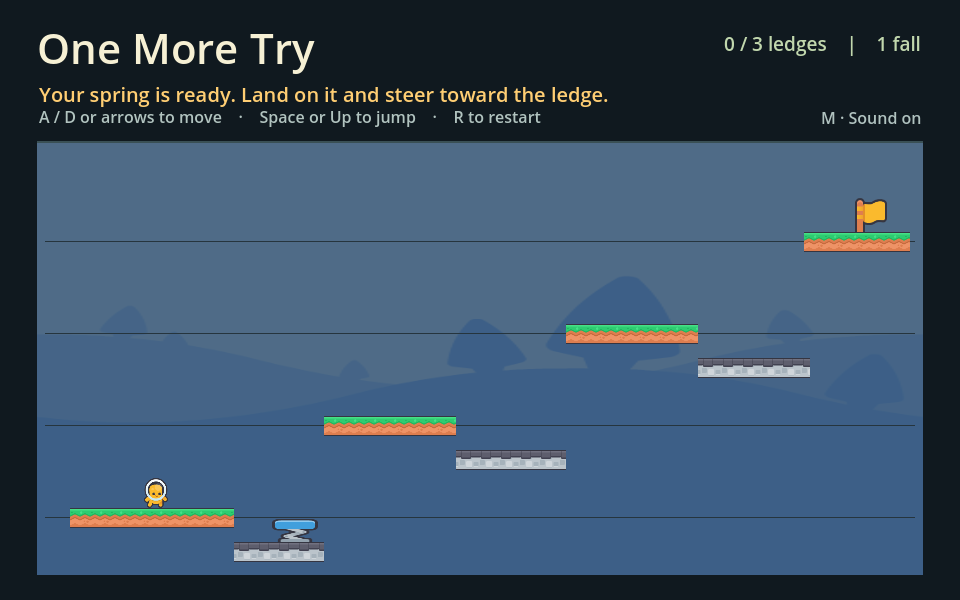 One More Try
0 / 3 ledges | 1 fall
Your spring is ready. Land on it and steer toward the ledge.
A / D or arrows to move · Space or Up to jump · R to restart
M · Sound on